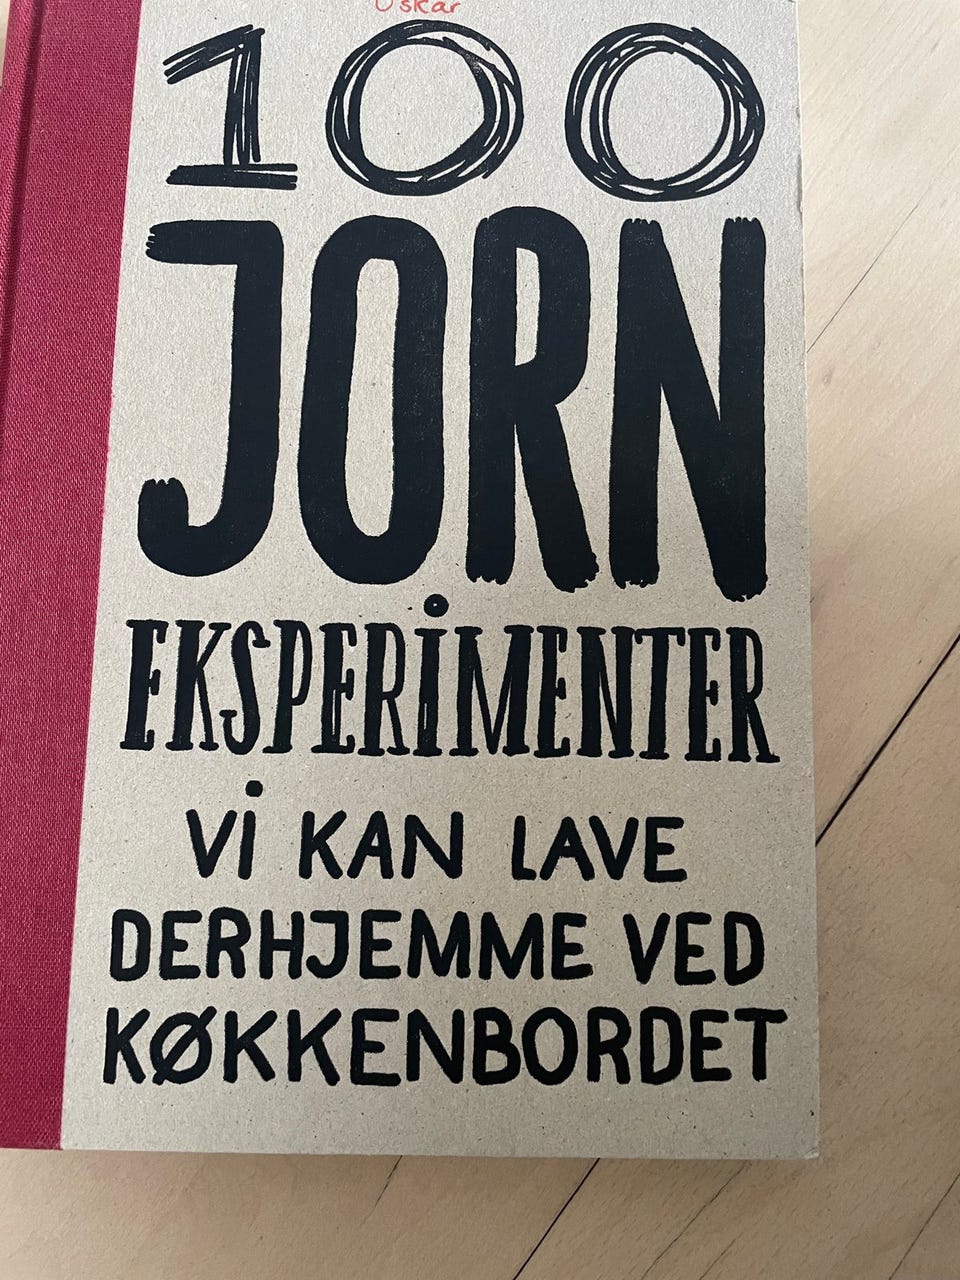 Oskar
100
JORN
EKSPERIMENTER
Vi KAN LAVE
DERHJEMME VED
KØKKENBORDET